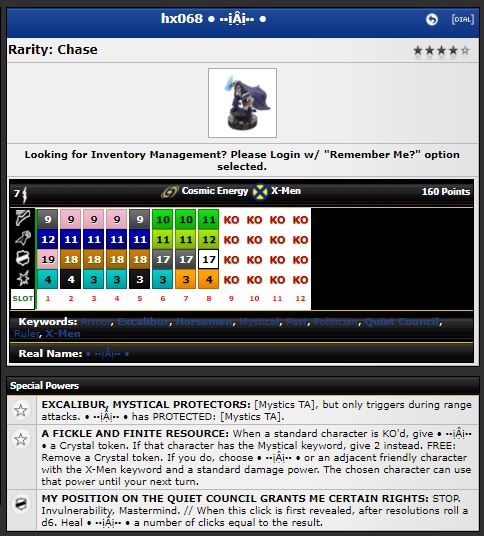 hx068 • ••ị|Ậ|ị•• •
[DIAL]
Rarity: Chase
Looking for Inventory Management? Please Login w/ "Remember Me?" option
selected.
7 Cosmic Energy X-Men 160 Points
9 9 9 9 9 10 10 11 KO KO KO KO
12 11 11 11 11 11 11 12 KO KO KO KO
19 18 18 18 18 17 17 17 KO KO KO KO
4 4 3 3 3 3 3 4 KO KO KO KO
SLOT 1 2 3 4 5 6 7 8 9 10 11 12
Keywords: Armor, Excalibur, Horsemen, Mystical, Past, Politician, Quiet Council,
Ruler, X-Men
Real Name: • ••ị|Ậ|ị•• •
Special Powers
EXCALIBUR, MYSTICAL PROTECTORS: [Mystics TA], but only triggers during range
attacks. • ••ị|Ậ|ị•• • has PROTECTED: [Mystics TA].
A FICKLE AND FINITE RESOURCE: When a standard character is KO'd, give • ••ị|Ậ|ị••
• a Crystal token. If that character has the Mystical keyword, give 2 instead. FREE:
Remove a Crystal token. If you do, choose • ••ị|Ậ|ị•• • or an adjacent friendly character
with the X-Men keyword and a standard damage power. The chosen character can use
that power until your next turn.
MY POSITION ON THE QUIET COUNCIL GRANTS ME CERTAIN RIGHTS: STOP.
Invulnerability, Mastermind. // When this click is first revealed, after resolutions roll a
d6. Heal • ••ị|Ậ|ị•• • a number of clicks equal to the result.